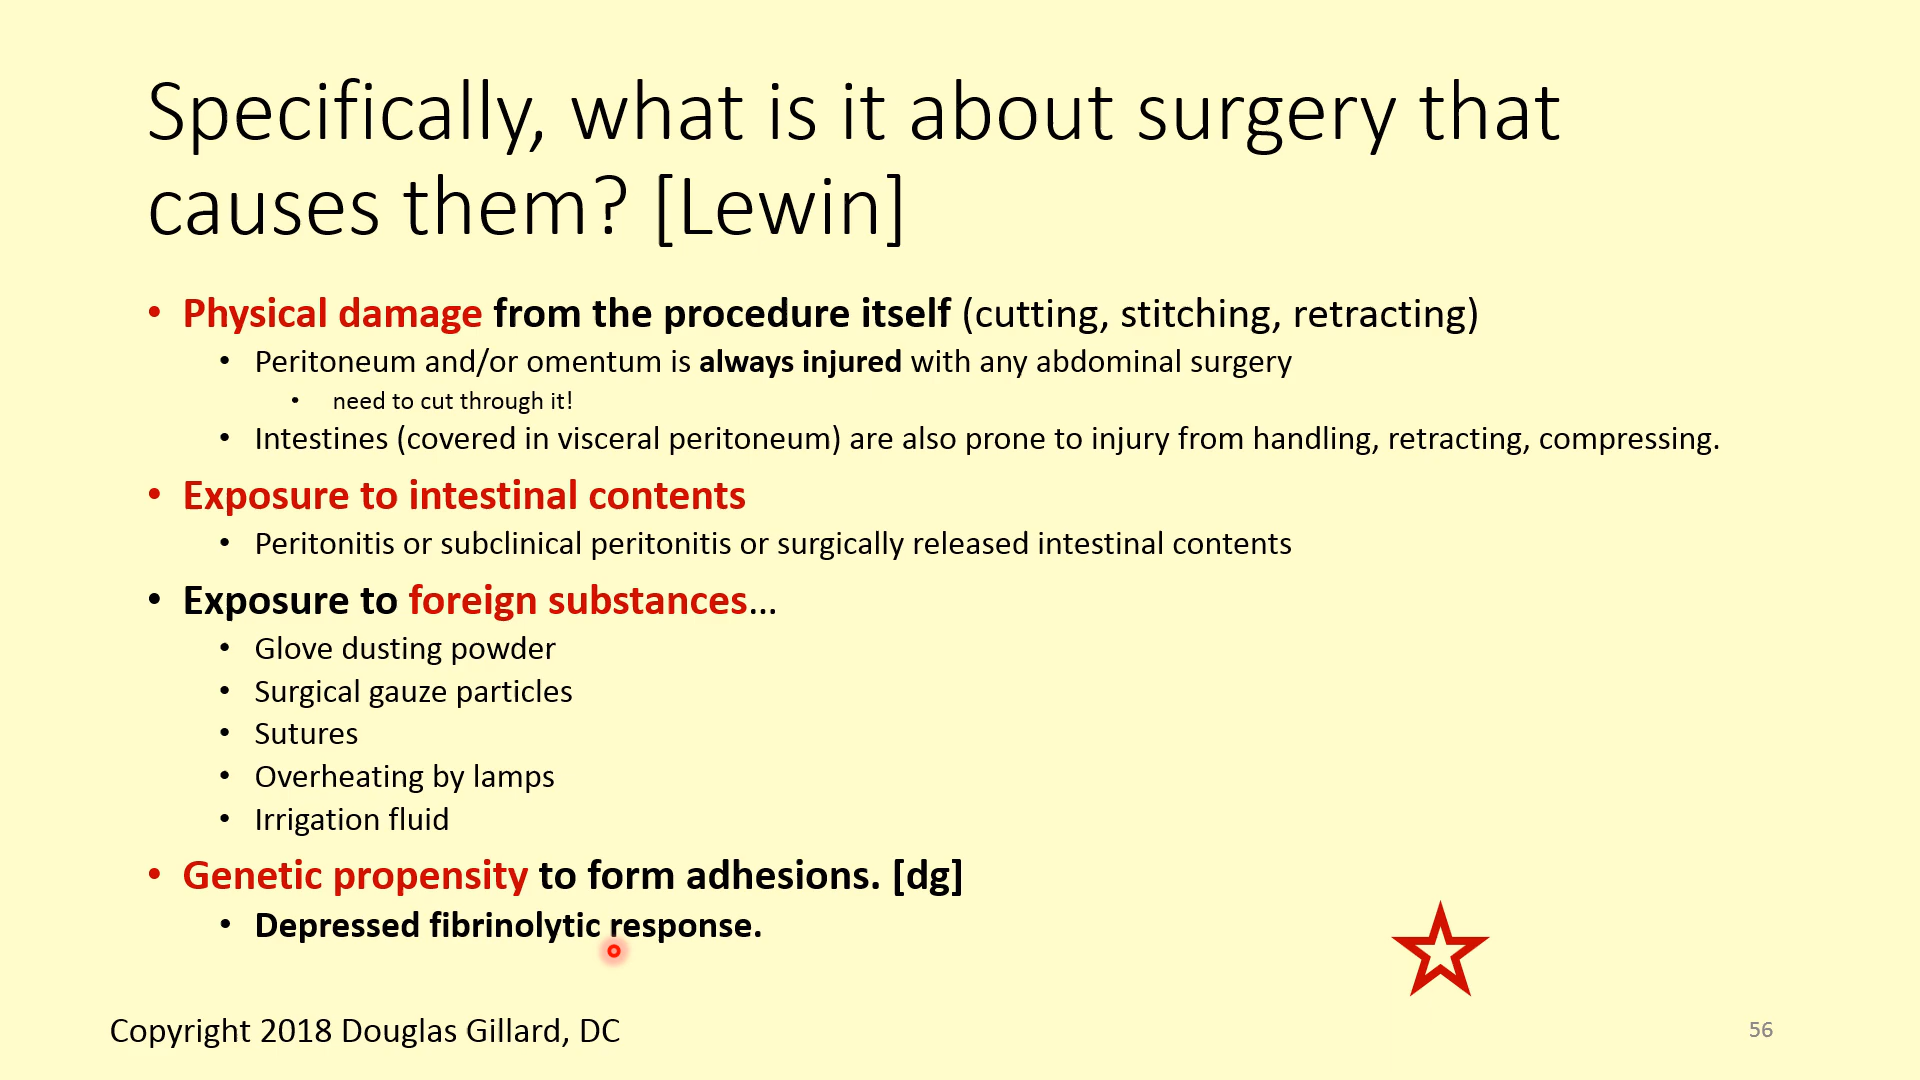 Specifically, what is it about surgery that
causes them? [Lewin]
• Physical damage from the procedure itself (cutting, stitching, retracting)
• Peritoneum and/or omentum is always injured with any abdominal surgery
• need to cut through it!
• Intestines (covered in visceral peritoneum) are also prone to injury from handling, retracting, compressing.
• Exposure to intestinal contents
• Peritonitis or subclinical peritonitis or surgically released intestinal contents
• Exposure to foreign substances...
• Glove dusting powder
• Surgical gauze particles
• Sutures
• Overheating by lamps
• Irrigation fluid
• Genetic propensity to form adhesions. [dg]
• Depressed fibrinolytic response.
Copyright 2018 Douglas Gillard, DC
56